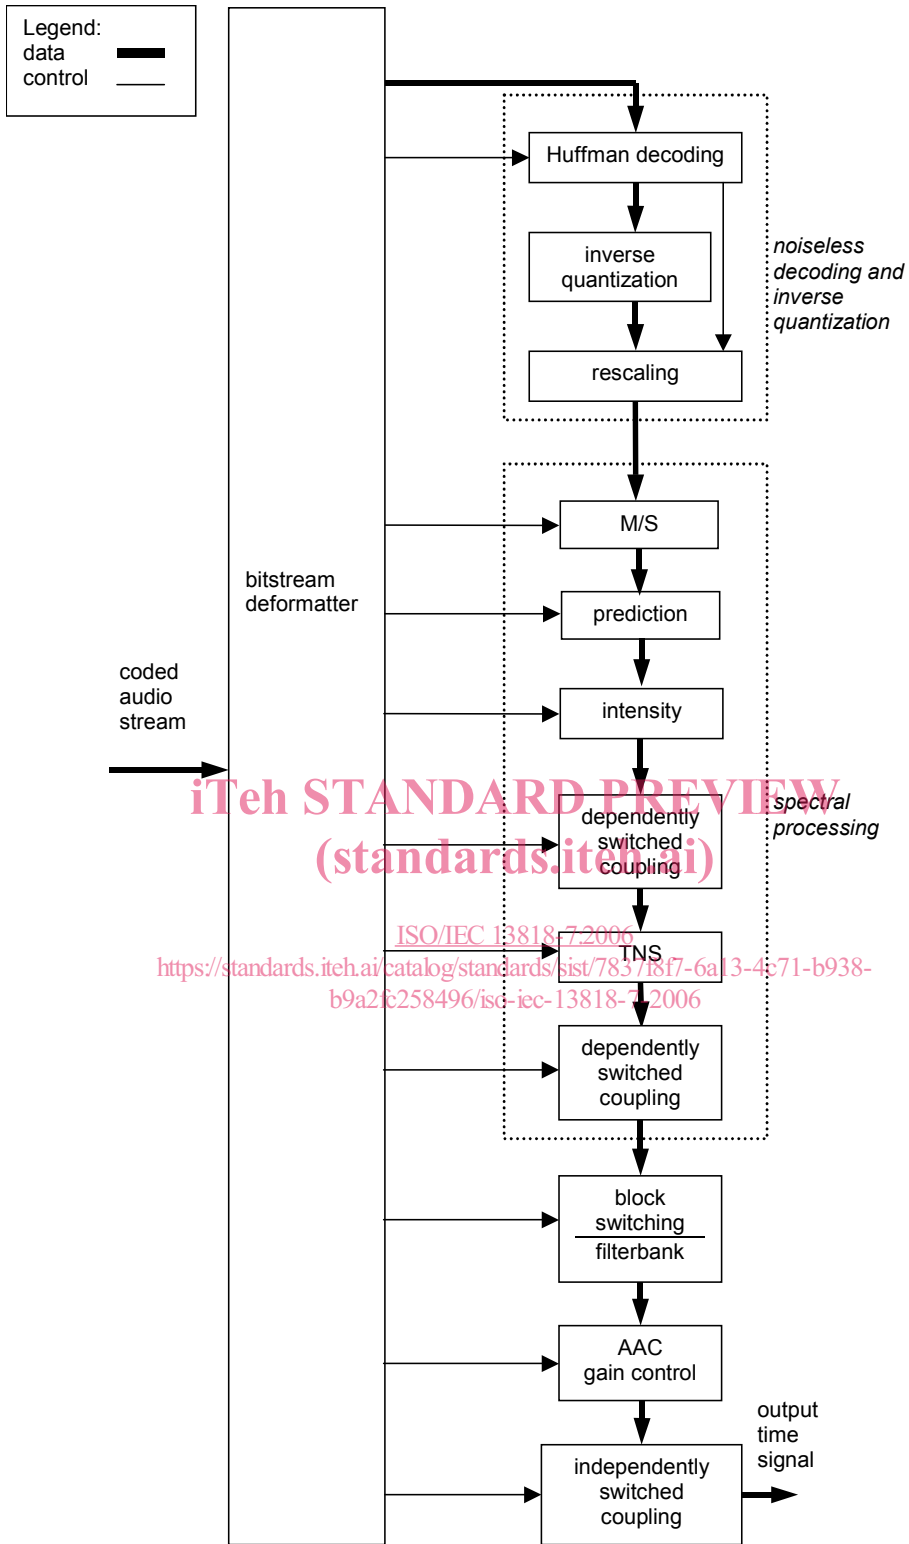 Legend:
data
control
Huffman decoding
inverse
quantization
rescaling
noiseless
decoding and
inverse
quantization
M/S
bitstream
deformatter
prediction
coded
audio
stream
intensity
iTeh STANDARD PREVIEW
(standards.iteh.ai)
dependently
switched
coupling
spectral
processing
ISO/IEC 13818-7:2006
TNS
https://standards.iteh.ai/catalog/standards/sist/7837f8f7-6a13-4c71-b938-
b9a2fc258496/iso-iec-13818-7-2006
dependently
switched
coupling
block
switching
filterbank
AAC
gain control
output
time
signal
independently
switched
coupling